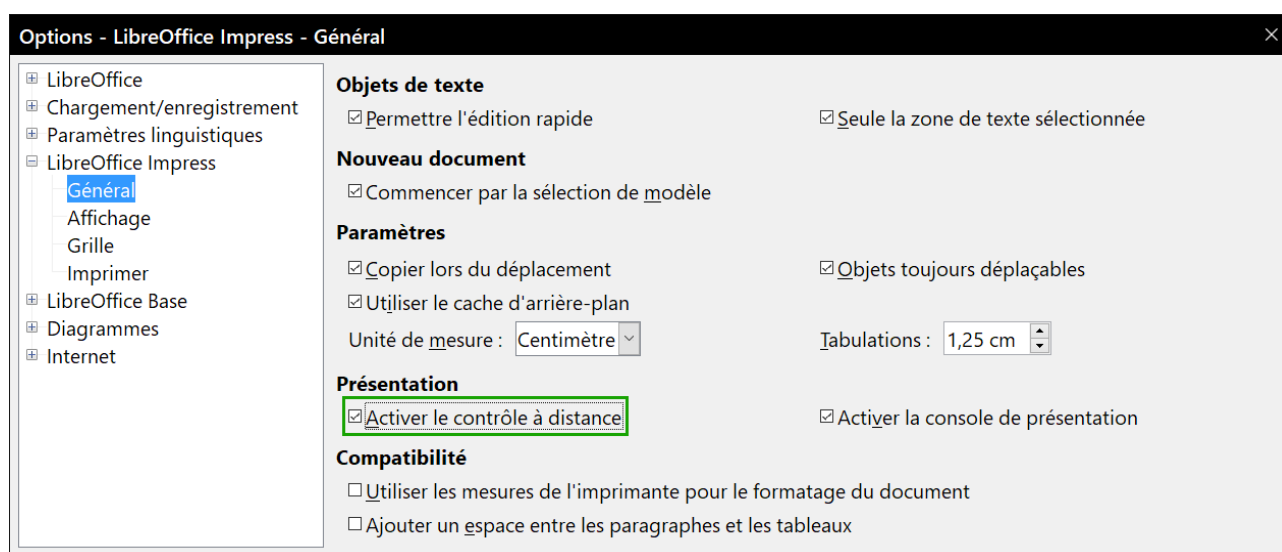 Options - LibreOffice Impress - Général
LibreOffice
Chargement/enregistrement
Paramètres linguistiques
LibreOffice Impress
Général
Affichage
Grille
Imprimer
LibreOffice Base
Diagrammes
Internet
Objets de texte
Permettre l'édition rapide
Seule la zone de texte sélectionnée
Nouveau document
Commencer par la sélection de modèle
Paramètres
Copier lors du déplacement
Objets toujours déplaçables
Utiliser le cache d'arrière-plan
Unité de mesure : Centimètre
Tabulations : 1,25 cm
Présentation
Activer le contrôle à distance
Activer la console de présentation
Compatibilité
Utiliser les mesures de l'imprimante pour le formatage du document
Ajouter un espace entre les paragraphes et les tableaux